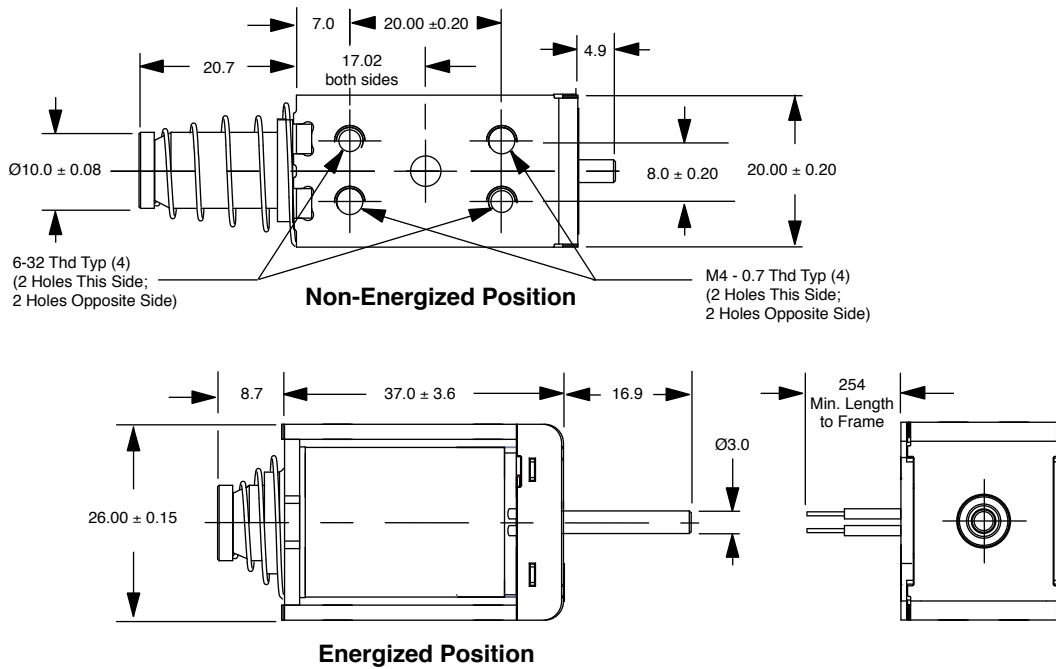 7.0
20.00 ±0.20
4.9
20.7
17.02
both sides
Ø10.0 ± 0.08
8.0 ± 0.20
20.00 ± 0.20
6-32 Thd Typ (4)
(2 Holes This Side;
2 Holes Opposite Side)
Non-Energized Position
M4 - 0.7 Thd Typ (4)
(2 Holes This Side;
2 Holes Opposite Side)
8.7
37.0 ± 3.6
16.9
254
Min. Length
to Frame
Ø3.0
26.00 ± 0.15
Energized Position